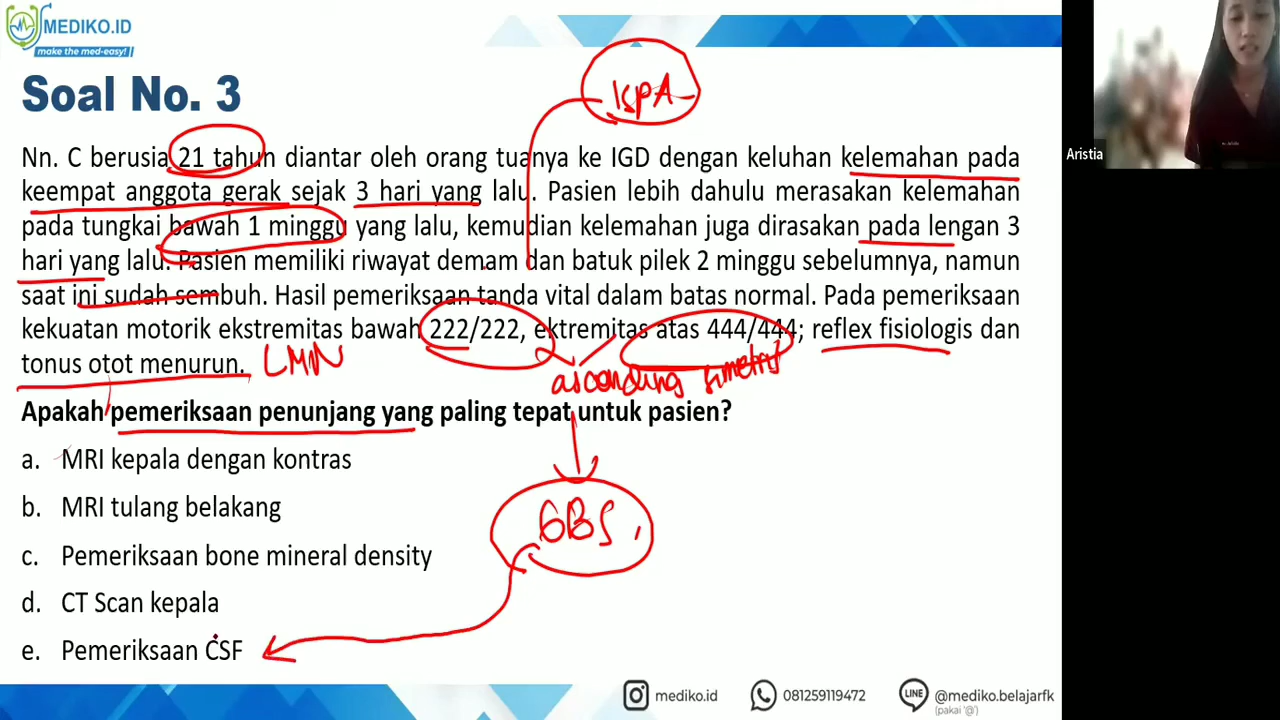 MEDIKO.ID
make the med-easy!
Soal No. 3
ISPA
Nn. C berusia 21 tahun diantar oleh orang tuanya ke IGD dengan keluhan kelemahan pada
keempat anggota gerak sejak 3 hari yang lalu. Pasien lebih dahulu merasakan kelemahan
pada tungkai bawah 1 minggu yang lalu, kemudian kelemahan juga dirasakan pada lengan 3
hari yang lalu. Pasien memiliki riwayat demam dan batuk pilek 2 minggu sebelumnya, namun
saat ini sudah sembuh. Hasil pemeriksaan tanda vital dalam batas normal. Pada pemeriksaan
kekuatan motorik ekstremitas bawah 222/222, ektremitas atas 444/444; reflex fisiologis dan
tonus otot menurun. LMN
ascending simetris
Apakah pemeriksaan penunjang yang paling tepat untuk pasien?
a. MRI kepala dengan kontras
b. MRI tulang belakang
GBS
c. Pemeriksaan bone mineral density
d. CT Scan kepala
e. Pemeriksaan CSF
mediko.id
081259119472
LINE
@mediko.belajarfk
(pakai '@')
Aristia